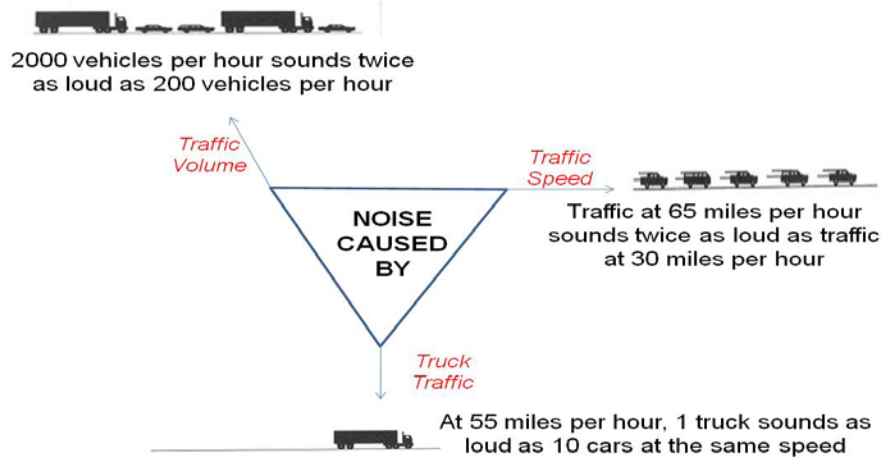 2000 vehicles per hour sounds twice
as loud as 200 vehicles per hour
Traffic
Volume
Traffic
Speed
Traffic at 65 miles per hour
sounds twice as loud as traffic
at 30 miles per hour
NOISE
CAUSED
BY
Truck
Traffic
At 55 miles per hour, 1 truck sounds as
loud as 10 cars at the same speed